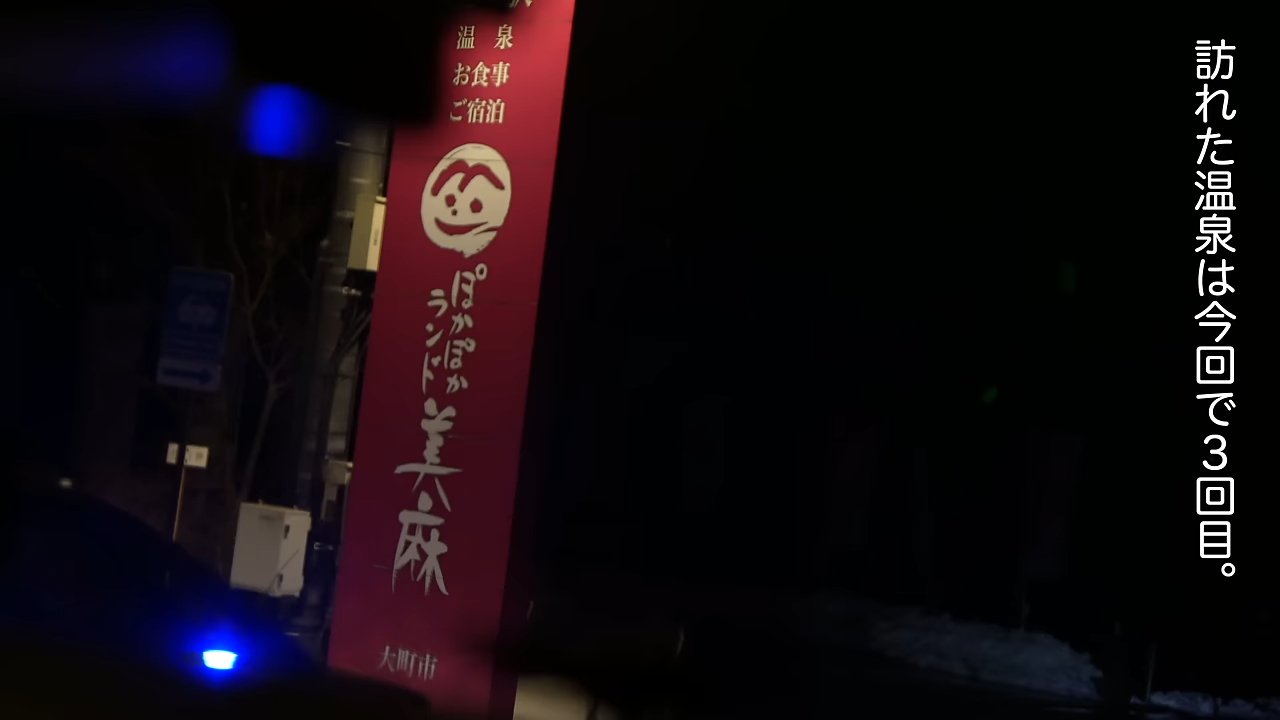 訪れた温泉は今回で３回目。
温泉
お食事
ご宿泊
ぽかぽか
ランド
美麻
大町市